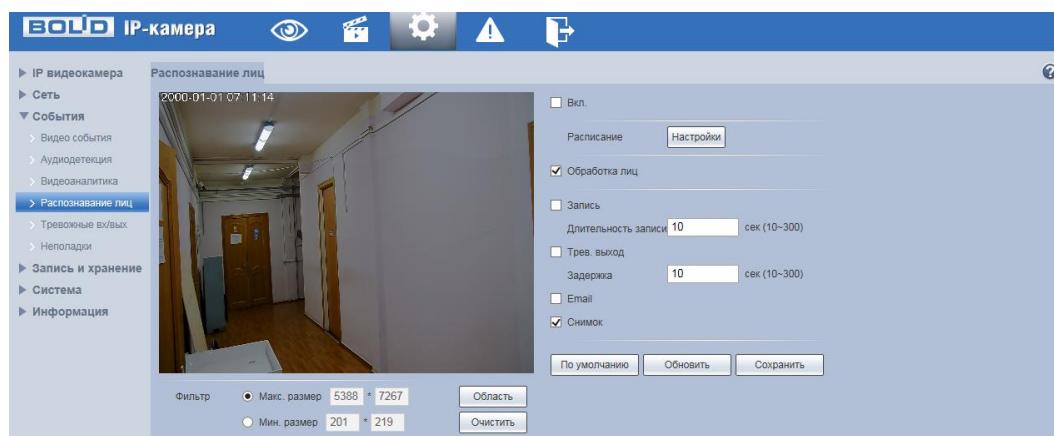 BOLID IP-камера
IP видеокамера
Сеть
События
Видео события
Аудиодетекция
Видеоаналитика
Распознавание лиц
Тревожные вх/вых
Неполадки
Запись и хранение
Система
Информация
Распознавание лиц
2000-01-01 07 11:14
Фильтр Макс. размер 5388 * 7267 Область
Мин. размер 201 * 219 Очистить
Вкл.
Расписание Настройки
Обработка лиц
Запись
Длительность записи 10 сек (10~300)
Трев. выход
Задержка 10 сек (10~300)
Email
Снимок
По умолчанию Обновить Сохранить